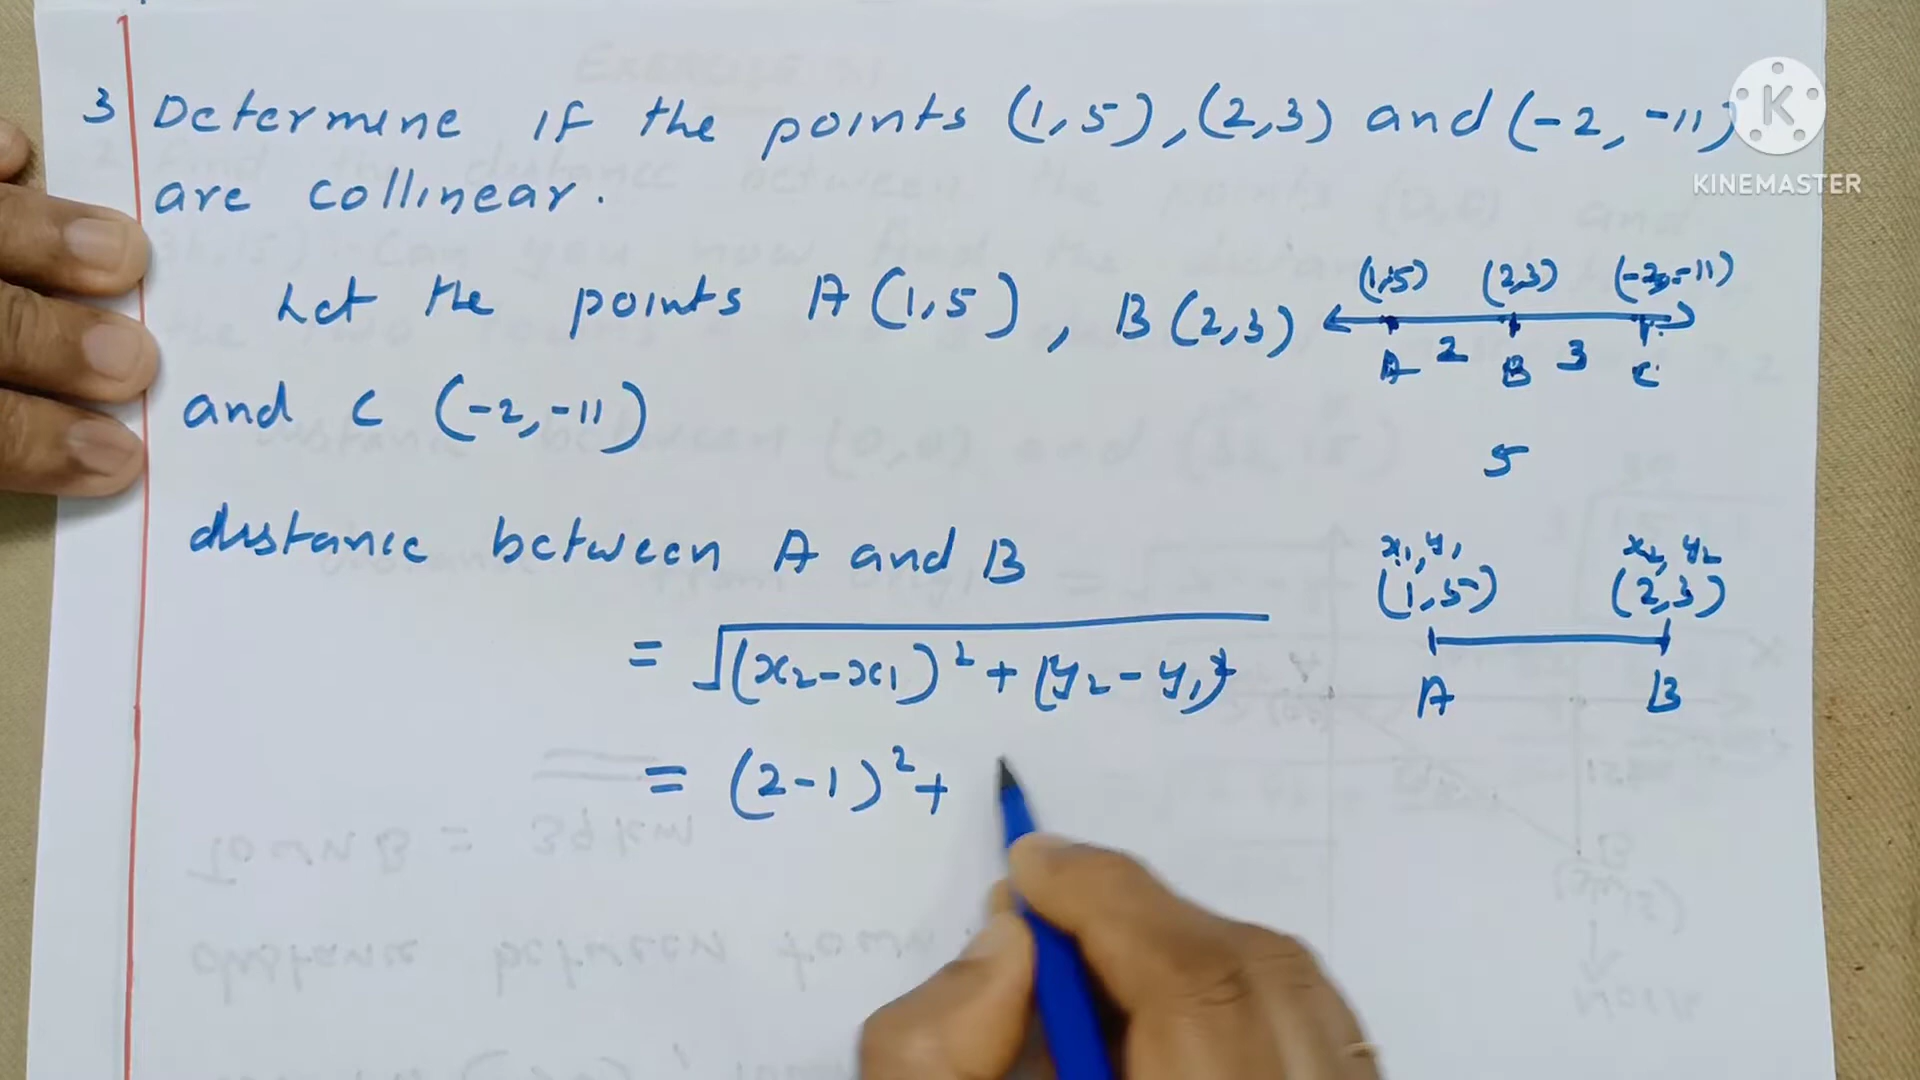 3 Determine if the points (1,5), (2,3) and (-2, -11)
are collinear.
KINEMASTER
Let the points A(1,5), B(2,3)
and C (-2, -11)
(1,5) (2,3) (-2,-11)
A 2 B 3 C
5
distance between A and B
= √(x₂-x₁)² + (y₂-y₁)²
= (2-1)² +
x₁, y₁ x₂, y₂
(1,5) (2,3)
A B